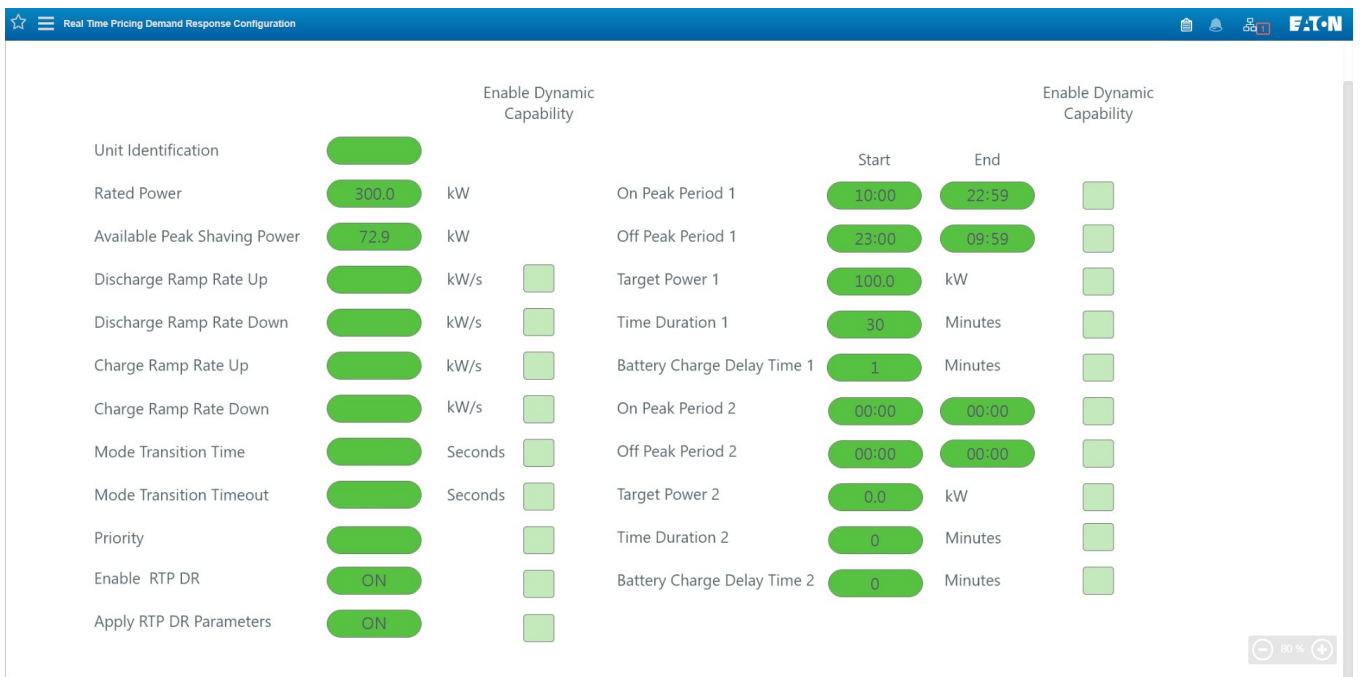 Real Time Pricing Demand Response Configuration
1
EATON
Enable Dynamic
Capability
Unit Identification
Rated Power 300.0 kW
Available Peak Shaving Power 72.9 kW
Discharge Ramp Rate Up kW/s
Discharge Ramp Rate Down kW/s
Charge Ramp Rate Up kW/s
Charge Ramp Rate Down kW/s
Mode Transition Time Seconds
Mode Transition Timeout Seconds
Priority
Enable RTP DR ON
Apply RTP DR Parameters ON
Enable Dynamic
Capability
Start End
On Peak Period 1 10:00 22:59
Off Peak Period 1 23:00 09:59
Target Power 1 100.0 kW
Time Duration 1 30 Minutes
Battery Charge Delay Time 1 1 Minutes
On Peak Period 2 00:00 00:00
Off Peak Period 2 00:00 00:00
Target Power 2 0.0 kW
Time Duration 2 0 Minutes
Battery Charge Delay Time 2 0 Minutes
80 %